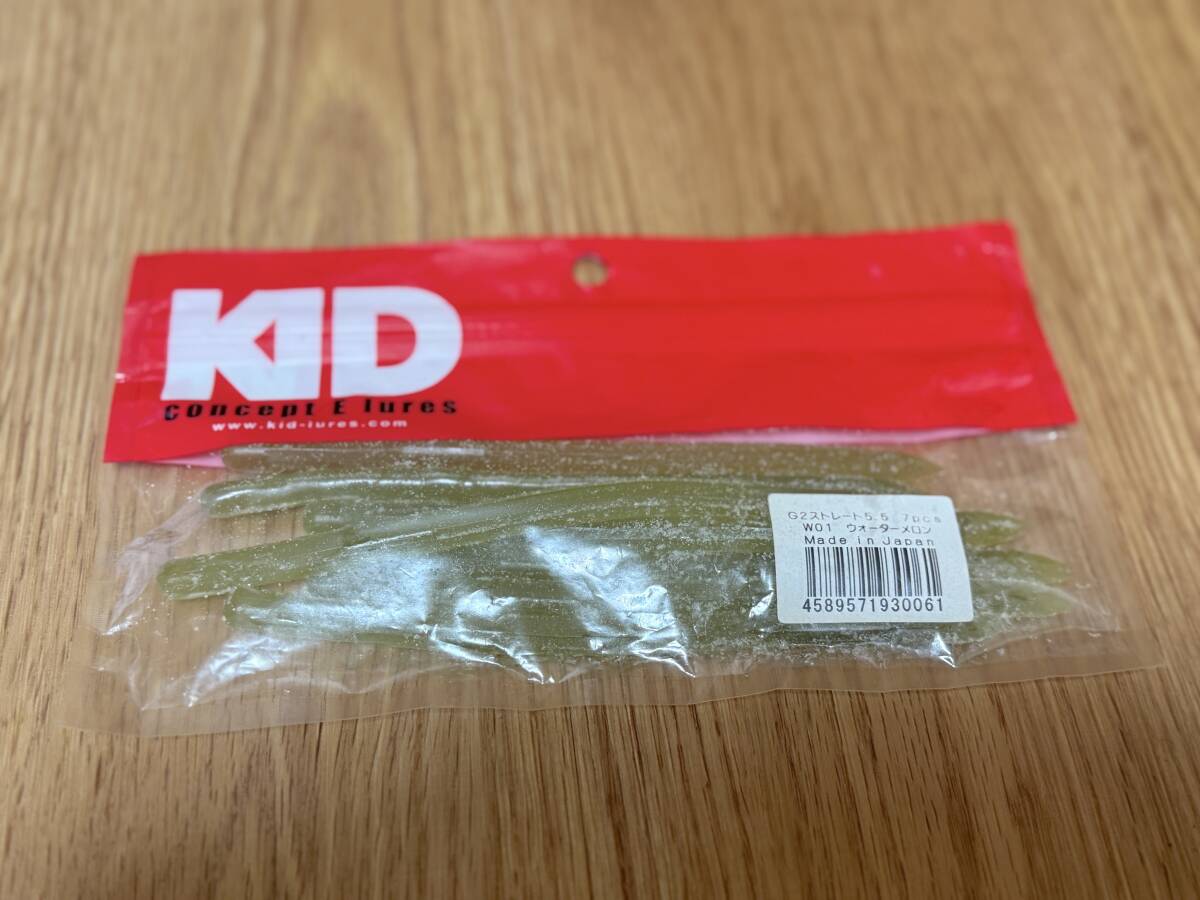 KID
concept E lures
www.kid-lures.com
G2ストレート5.5 7pcs
W01 ウォーターメロン
Made in Japan
4589571930061